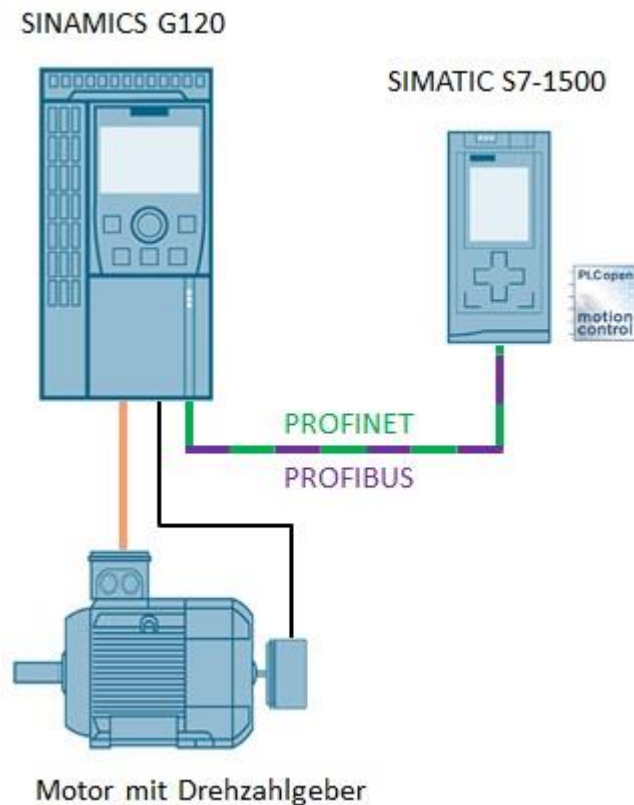 SINAMICS G120
SIMATIC S7-1500
PLCopen
motion
control
PROFINET
PROFIBUS
Motor mit Drehzahlgeber